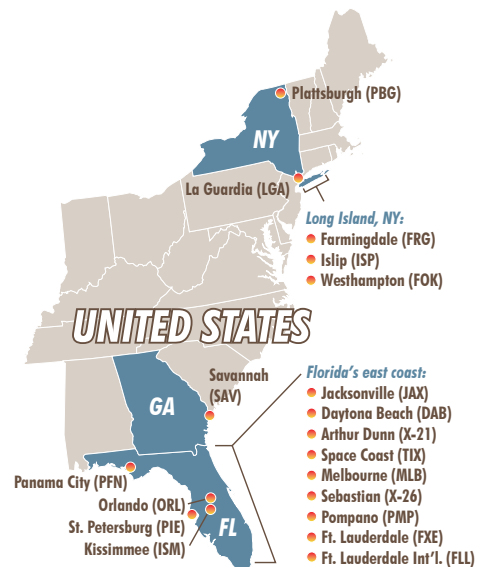 Plattsburgh (PBG)
NY
La Guardia (LGA)
Long Island, NY:
Farmingdale (FRG)
Islip (ISP)
Westhampton (FOK)
UNITED STATES
Savannah
(SAV)
GA
Florida's east coast:
Jacksonville (JAX)
Daytona Beach (DAB)
Arthur Dunn (X-21)
Space Coast (TIX)
Melbourne (MLB)
Sebastian (X-26)
Pompano (PMP)
Ft. Lauderdale (FXE)
Ft. Lauderdale Int'l. (FLL)
Panama City (PFN)
Orlando (ORL)
St. Petersburg (PIE)
Kissimmee (ISM)
FL